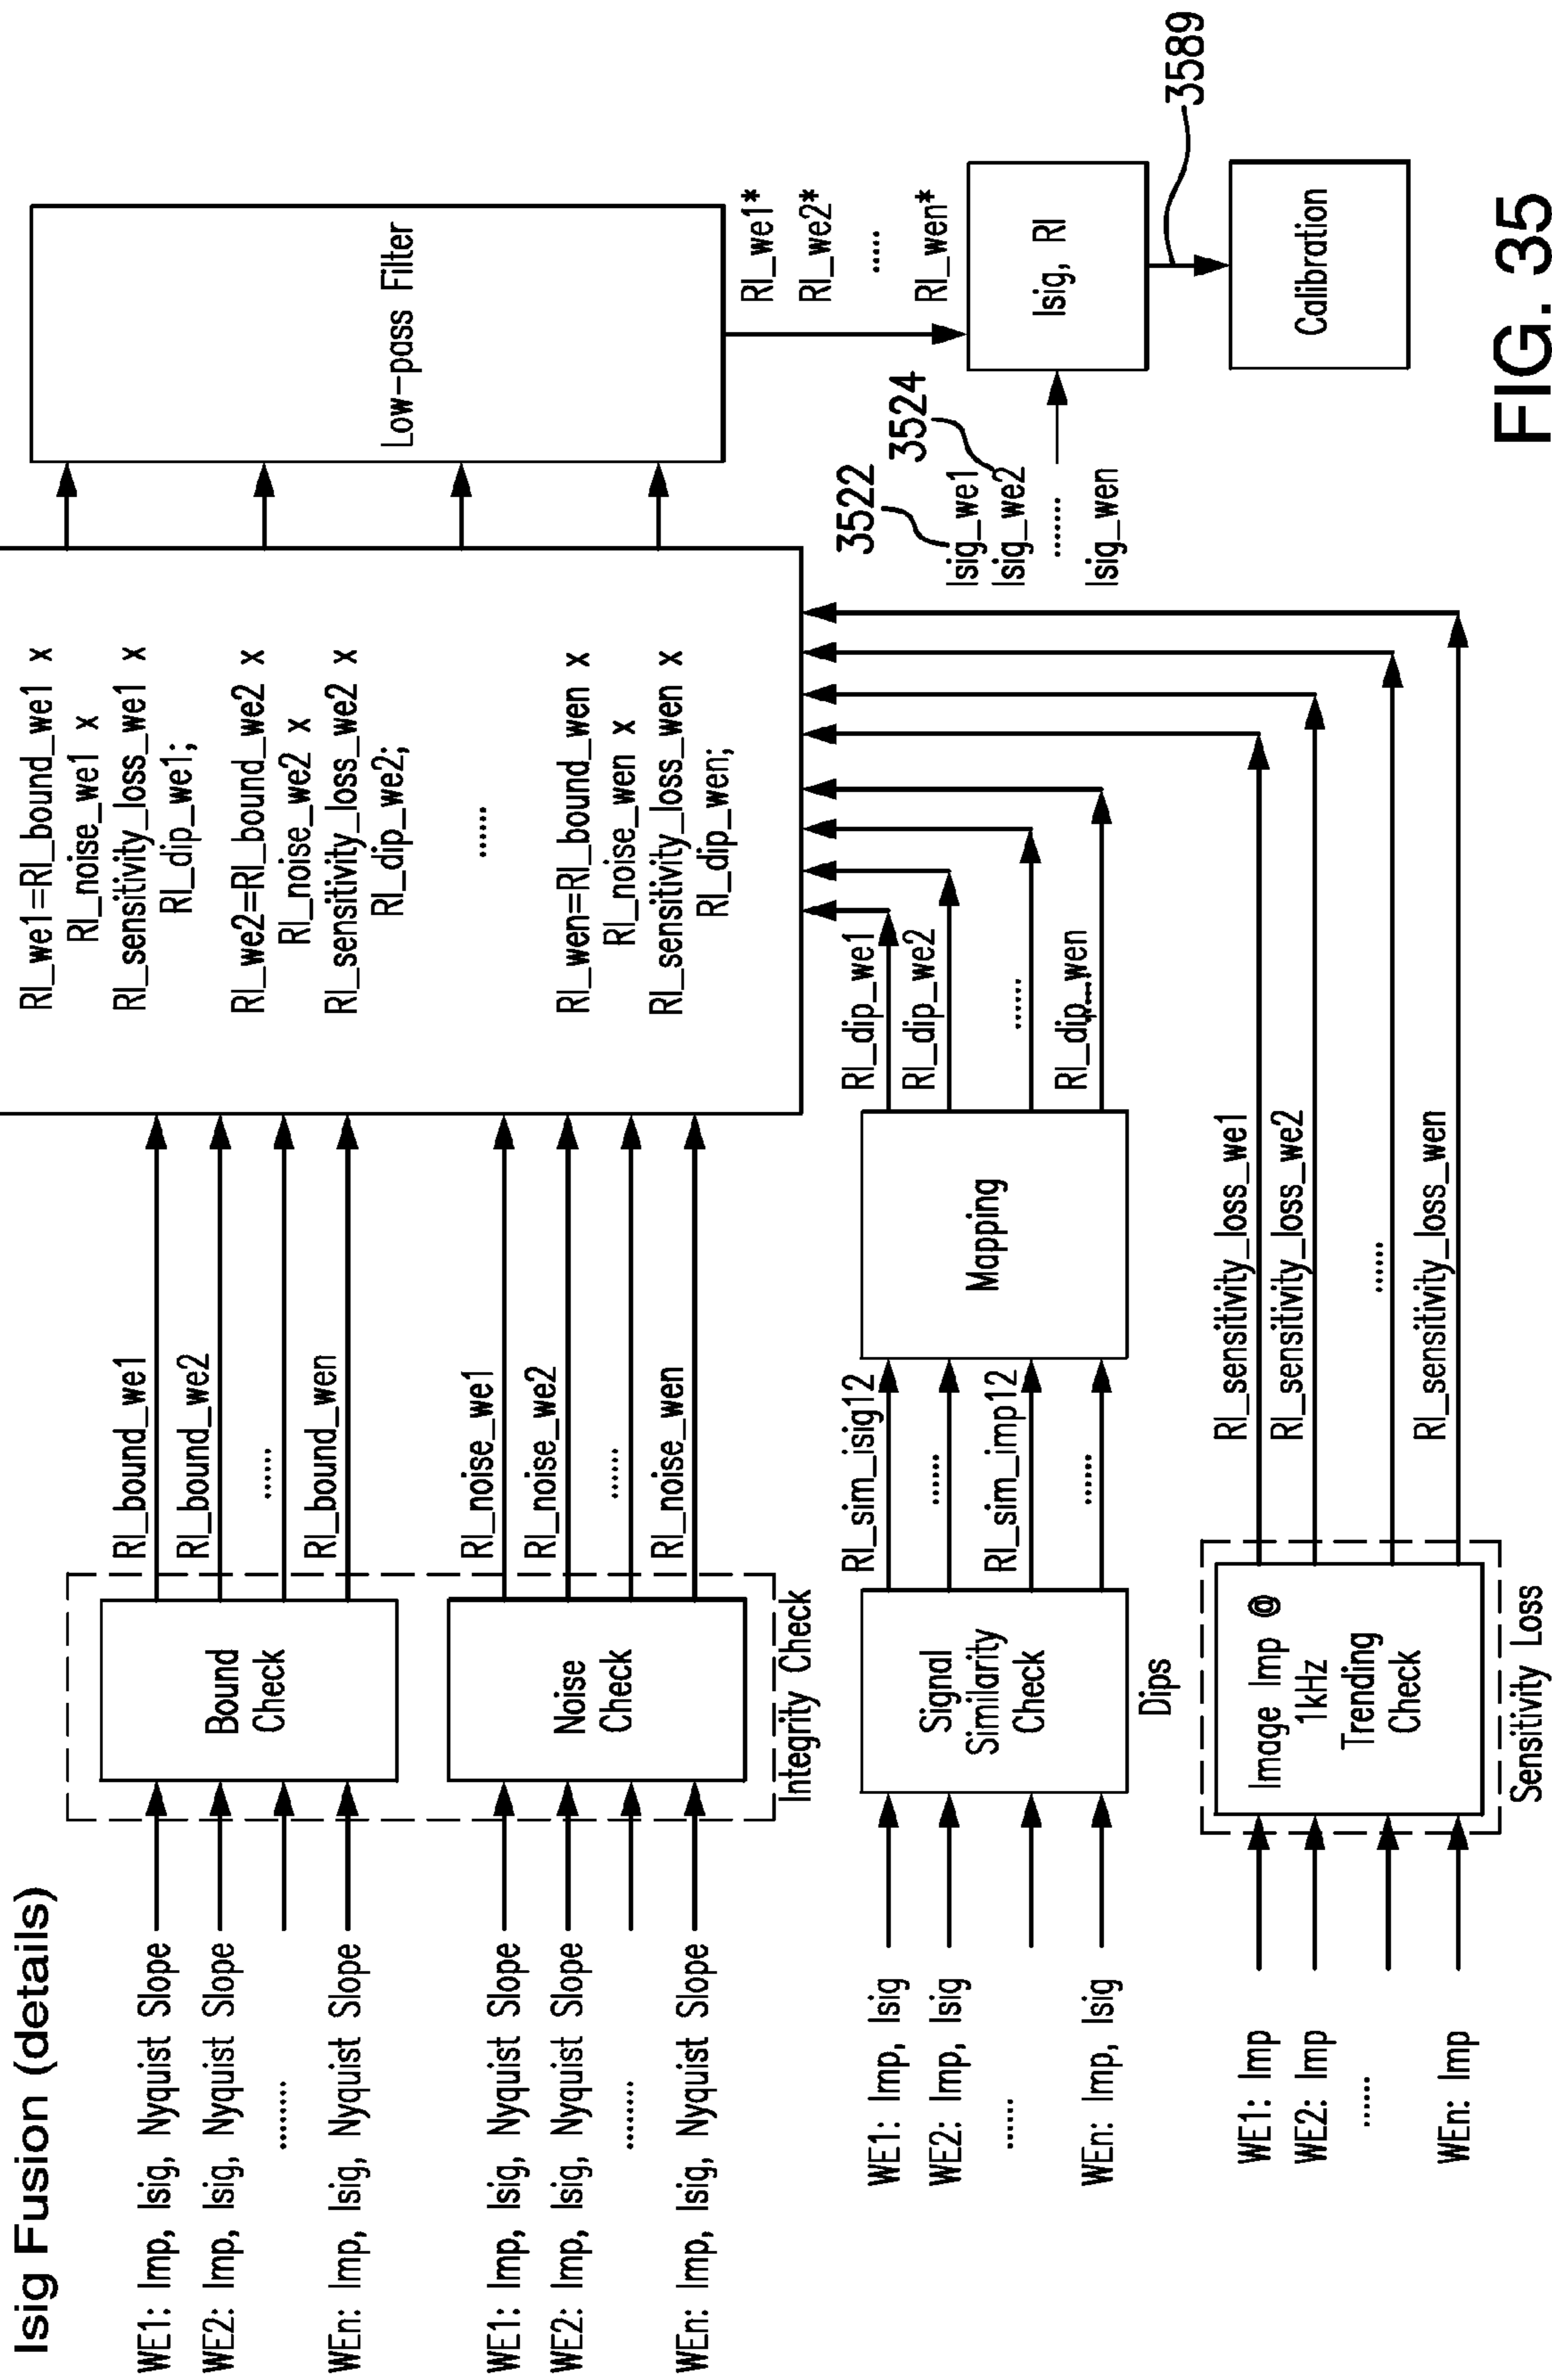 Isig Fusion (details)
WE1: Imp, Isig, Nyquist Slope
WE2: Imp, Isig, Nyquist Slope
........
WEn: Imp, Isig, Nyquist Slope
Bound
Check
RI_bound_we1
RI_bound_we2
......
RI_bound_wen
WE1: Imp, Isig, Nyquist Slope
WE2: Imp, Isig, Nyquist Slope
........
WEn: Imp, Isig, Nyquist Slope
Noise
Check
Integrity Check
RI_noise_we1
RI_noise_we2
......
RI_noise_wen
RI_we1=RI_bound_we1 x
RI_noise_we1 x
RI_sensitivity_loss_we1 x
RI_dip_we1;
RI_we2=RI_bound_we2 x
RI_noise_we2 x
RI_sensitivity_loss_we2 x
RI_dip_we2;
......
RI_wen=RI_bound_wen x
RI_noise_wen x
RI_sensitivity_loss_wen x
RI_dip_wen;
Low-pass Filter
RI_we1*
RI_we2*
.....
RI_wen*
WE1: Imp, Isig
WE2: Imp, Isig
......
WEn: Imp, Isig
Signal
Similarity
Check
Dips
RI_sim_isig12
......
RI_sim_imp12
......
Mapping
RI_dip_we1
RI_dip_we2
......
RI_dip_wen
......
3522
3524
Isig_we1
Isig_we2
.......
Isig_wen
Isig, RI
3589
Calibration
WE1: Imp
WE2: Imp
......
WEn: Imp
Image Imp @
1kHz
Trending
Check
Sensitivity Loss
RI_sensitivity_loss_we1
RI_sensitivity_loss_we2
......
RI_sensitivity_loss_wen
FIG. 35